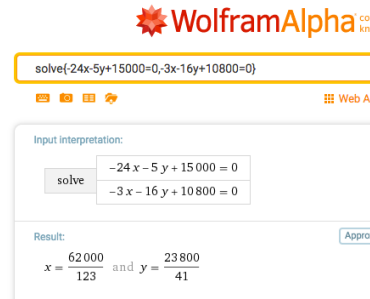 WolframAlpha
solve{-24x-5y+15000=0,-3x-16y+10800=0}
Web A
Input interpretation:
solve
−24 x − 5 y + 15 000 = 0
−3 x − 16 y + 10 800 = 0
Result:
Appro
x = 62 000/123 and y = 23 800/41